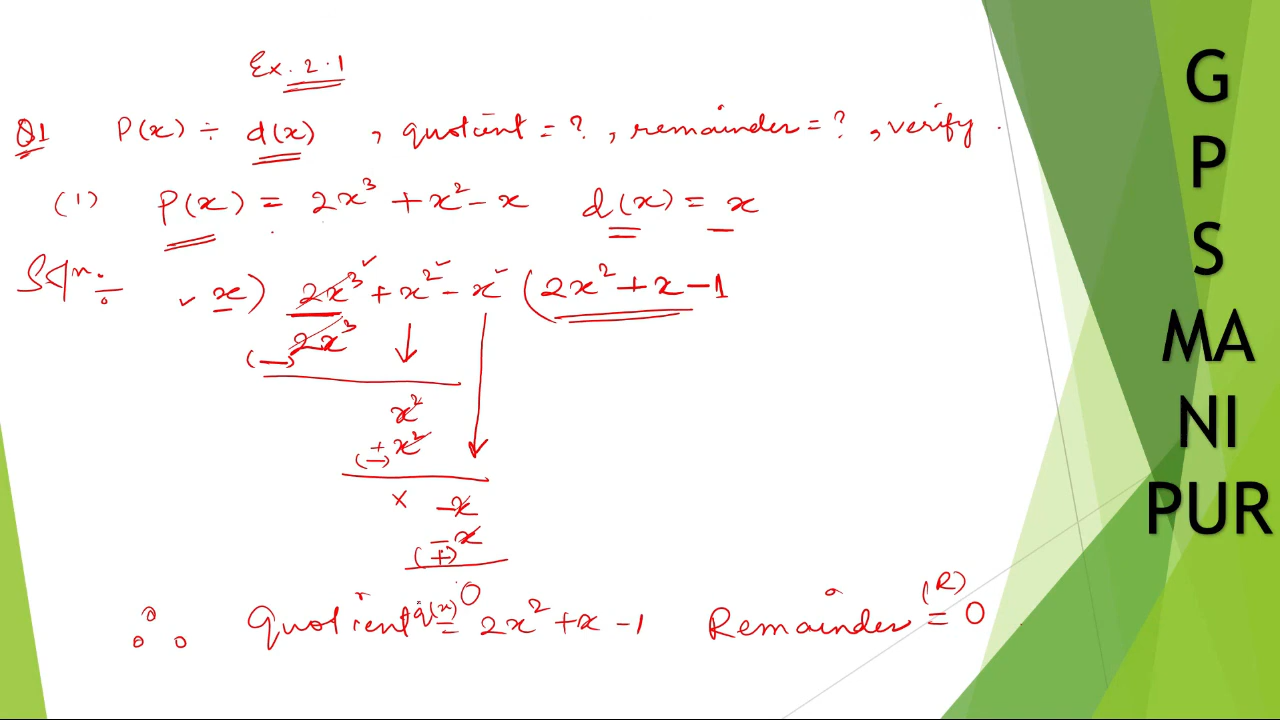 Ex. 2.1
Q1 P(x) ÷ d(x) , quotient = ? , remainder = ? , verify .
(1) P(x) = 2x³ + x² - x d(x) = x
Sqn. ✓ x) 2x³ + x² - x (2x² + x - 1
(-) 2x³
x²
+ x²
(-)
x -x
-x
(+)
0
∴ Quotient q(x) = 2x² + x - 1 Remainder (R) = 0
G
P
S
MA
NI
PUR